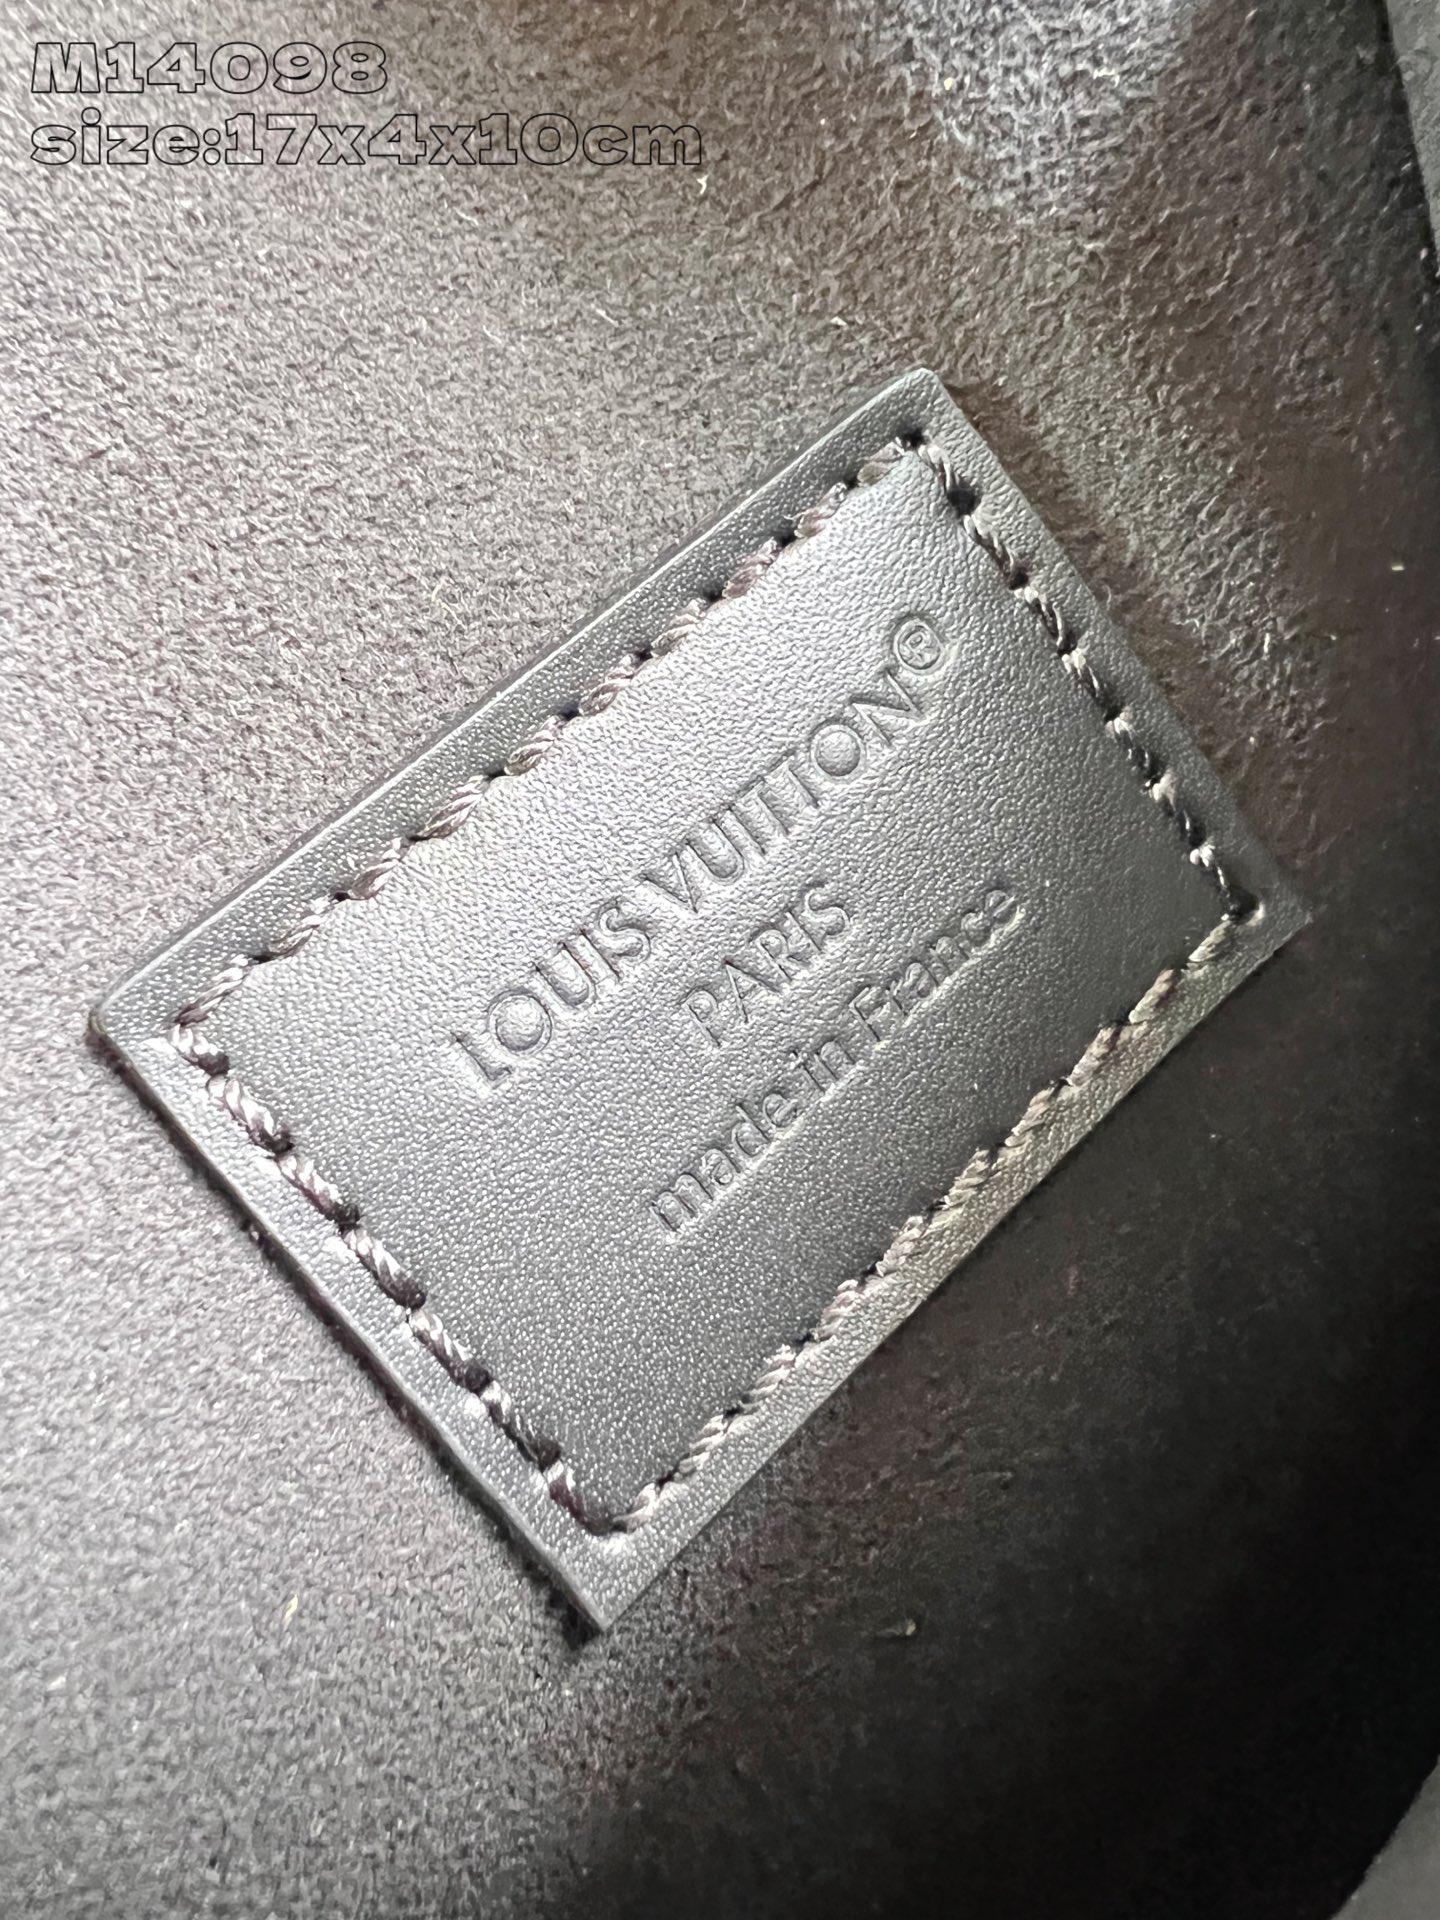 M14098
size:17x4x10cm
LOUIS VUITTON®
PARIS
made in France